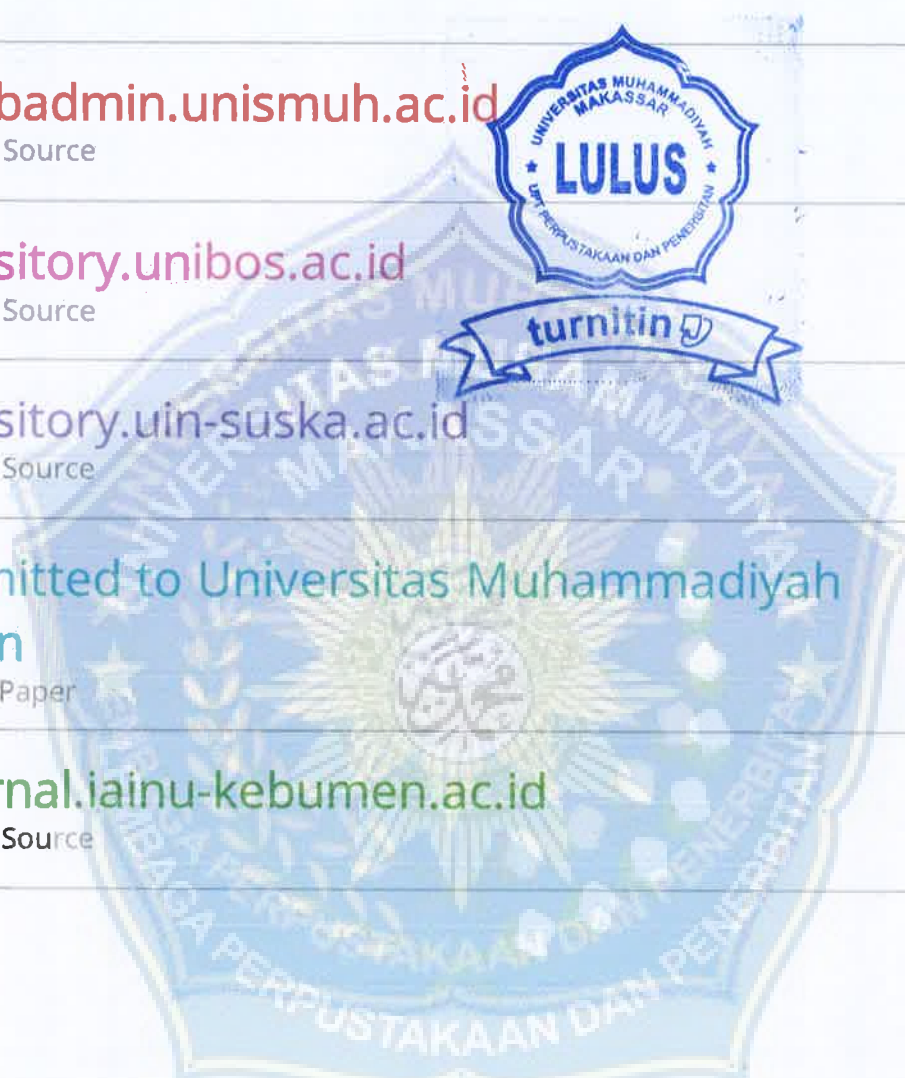 badmin.unismuh.ac.id
Source
sitory.unibos.ac.id
Source
sitory.uin-suska.ac.id
Source
mitted to Universitas Muhammadiyah
n
Paper
rnal.iainu-kebumen.ac.id
Source
UNIVERSITAS MUHAMMADIYAH
MAKASSAR
LULUS
UPT PERPUSTAKAAN DAN PENERBITAN
turnitin
UNIVERSITAS MUHAMMADIYAH
MAKASSAR
LEMBAGA PERPUSTAKAAN DAN PENERBITAN